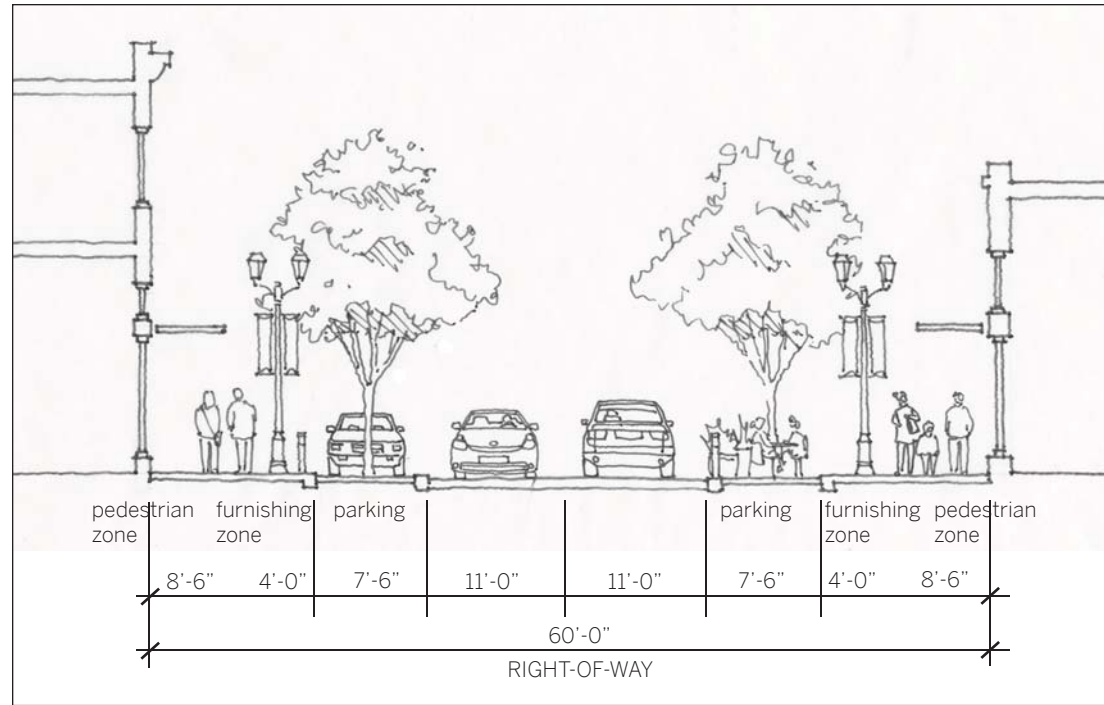 pedestrian furnishing parking parking furnishing pedestrian
zone zone zone zone
8’-6” 4’-0” 7’-6” 11’-0” 11’-0” 7’-6” 4’-0” 8’-6”
60’-0”
RIGHT-OF-WAY